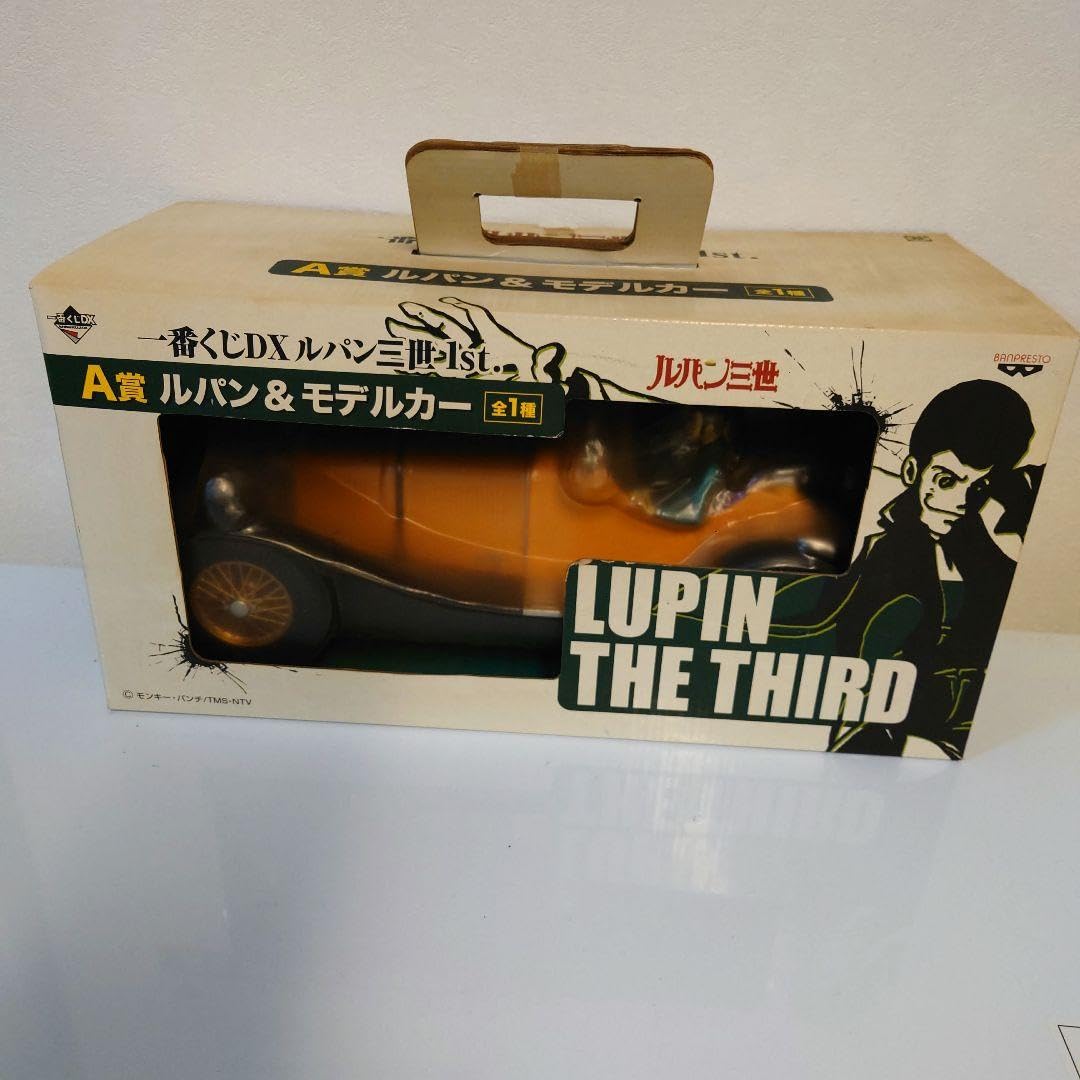 1st.
A賞 ルパン&モデルカー 全1種
一番くじDX
一番くじDX ルパン三世 1st.
ルパン三世
BANPRESTO
A賞 ルパン&モデルカー 全1種
LUPIN
THE THIRD
© モンキー・パンチ/TMS・NTV